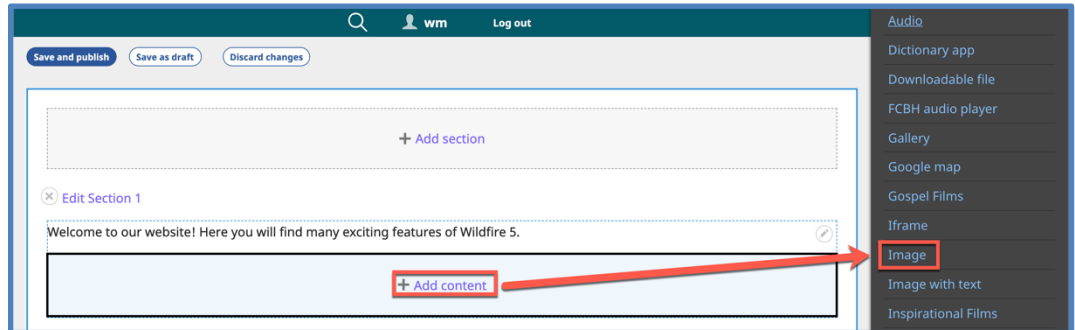 wm
Log out
Save and publish
Save as draft
Discard changes
+ Add section
Edit Section 1
Welcome to our website! Here you will find many exciting features of Wildfire 5.
+ Add content
Audio
Dictionary app
Downloadable file
FCBH audio player
Gallery
Google map
Gospel Films
Iframe
Image
Image with text
Inspirational Films